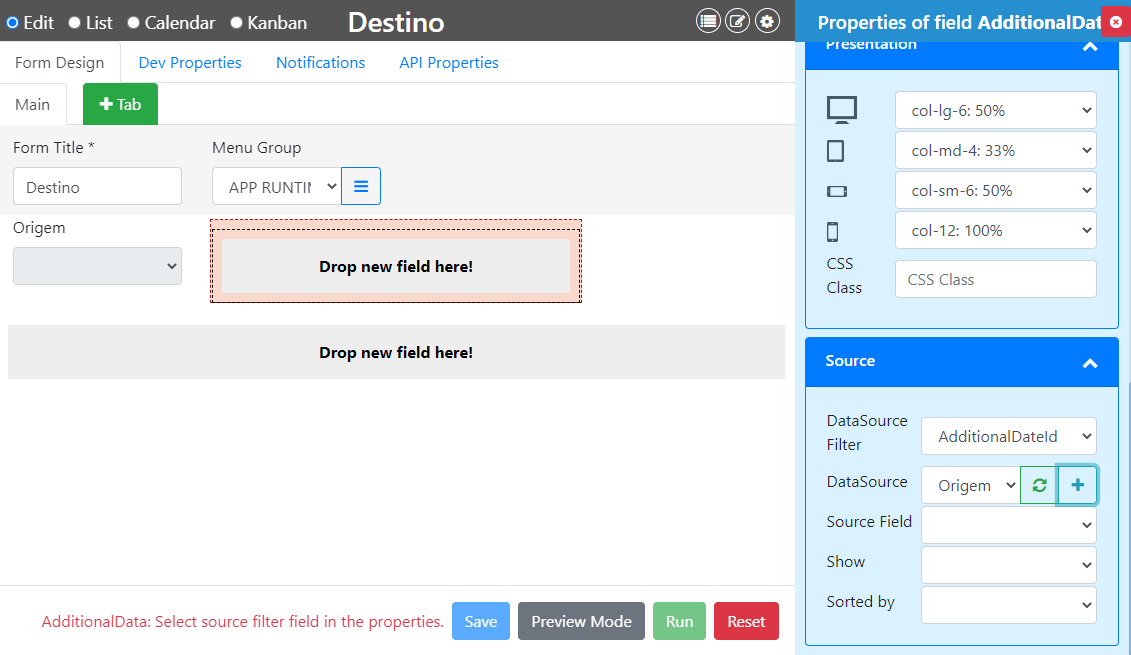 Edit List Calendar Kanban Destino
Properties of field AdditionalDat
Form Design Dev Properties Notifications API Properties
Main + Tab
Form Title * Menu Group
Destino APP RUNTIM
Origem
Drop new field here!
Drop new field here!
AdditionalData: Select source filter field in the properties. Save Preview Mode Run Reset
Presentation
col-lg-6: 50%
col-md-4: 33%
col-sm-6: 50%
col-12: 100%
CSS
Class
CSS Class
Source
DataSource
Filter
AdditionalDateId
DataSource Origem
Source Field
Show
Sorted by